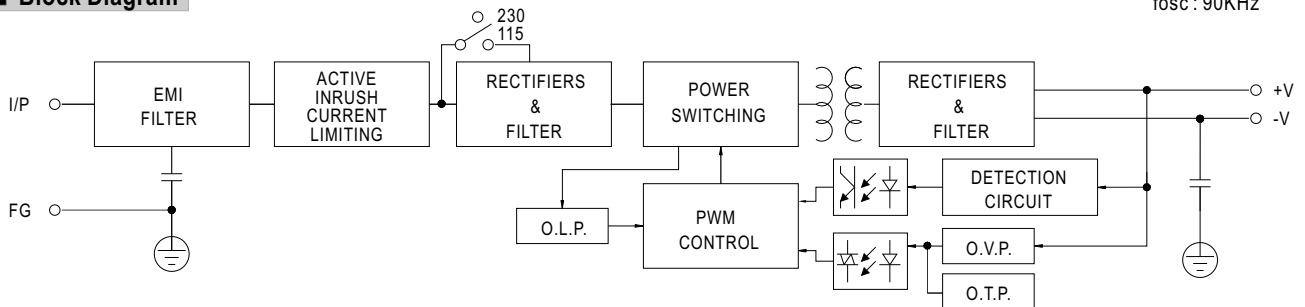 Block Diagram
fosc : 90KHz
230
115
I/P
EMI
FILTER
ACTIVE
INRUSH
CURRENT
LIMITING
RECTIFIERS
&
FILTER
POWER
SWITCHING
RECTIFIERS
&
FILTER
+V
-V
FG
O.L.P.
PWM
CONTROL
DETECTION
CIRCUIT
O.V.P.
O.T.P.